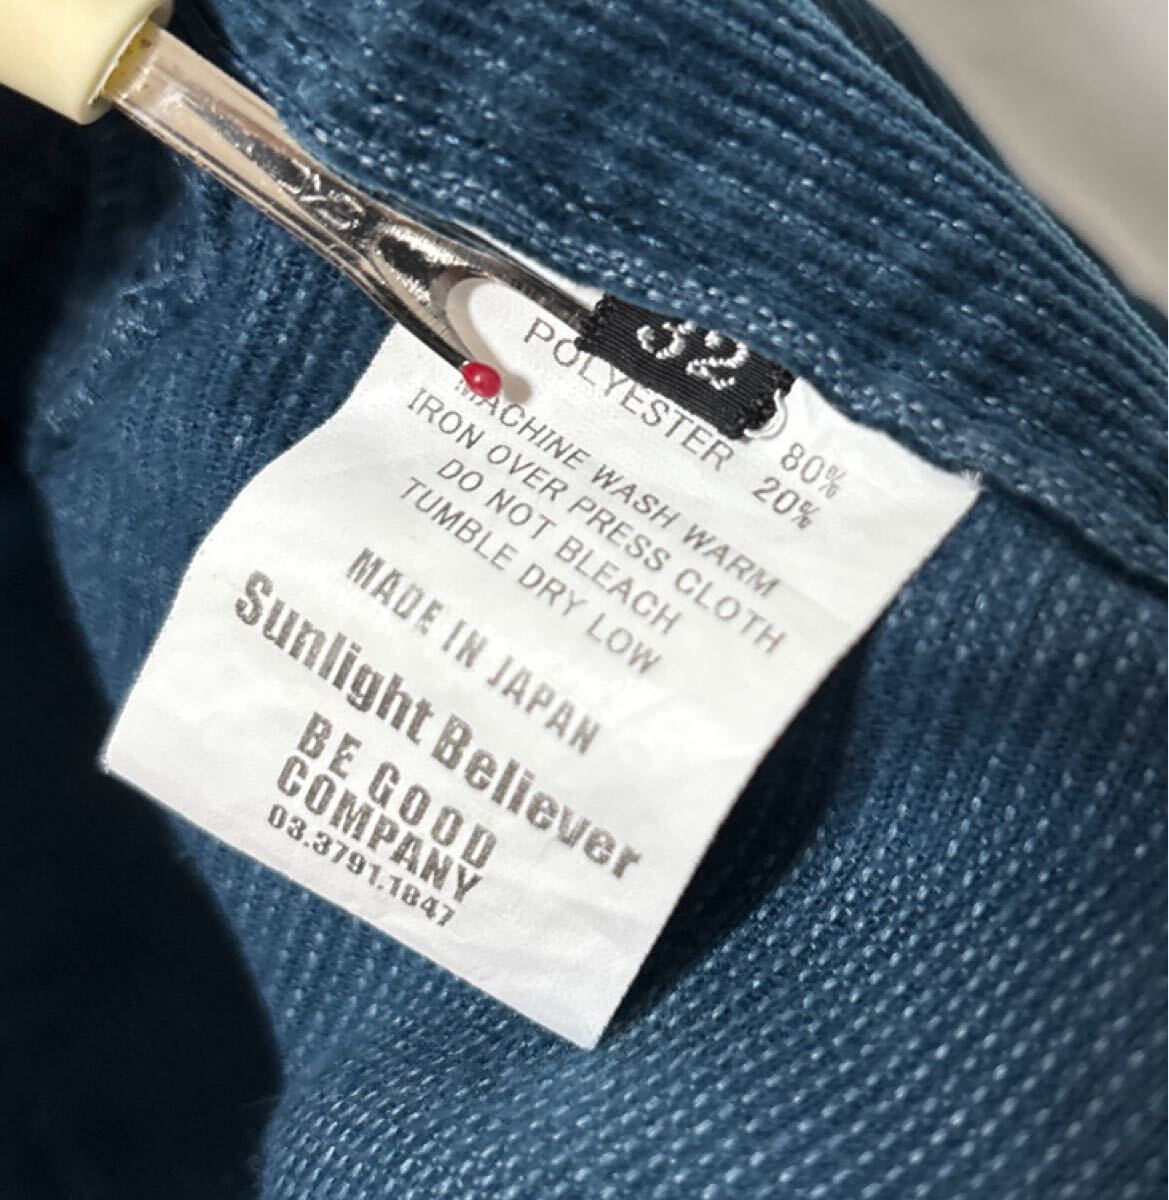 32
80%
POLYESTER 20%
MACHINE WASH WARM
IRON OVER PRESS CLOTH
DO NOT BLEACH
TUMBLE DRY LOW
MADE IN JAPAN
Sunlight Believer
BE GOOD
COMPANY
03.3791.1847